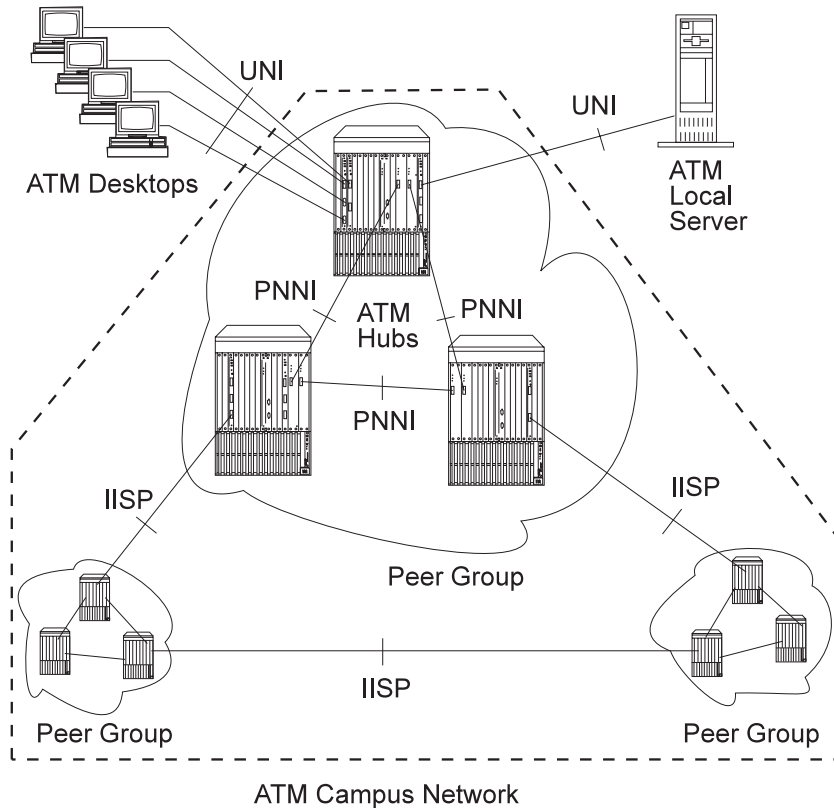 UNI
UNI
ATM Desktops
ATM
Local
Server
PNNI
ATM
Hubs
PNNI
PNNI
IISP
IISP
Peer Group
IISP
Peer Group
Peer Group
ATM Campus Network